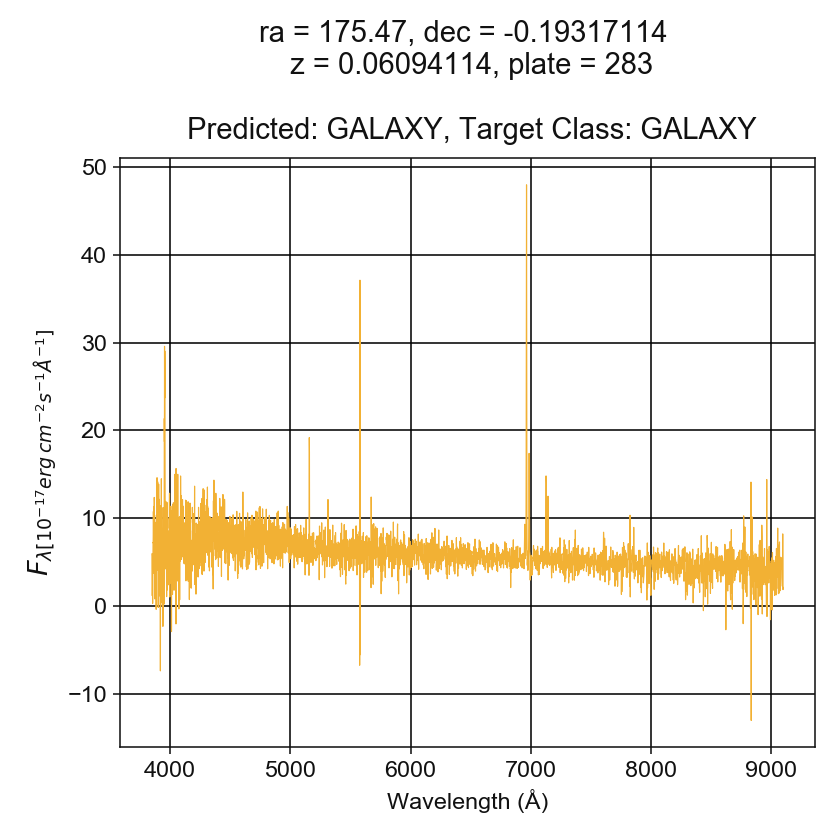 ra = 175.47, dec = -0.19317114
z = 0.06094114, plate = 283
Predicted: GALAXY, Target Class: GALAXY
50
40
30
20
10
0
−10
F_λ[10⁻¹⁷erg cm⁻²s⁻¹Å⁻¹]
4000 5000 6000 7000 8000 9000
Wavelength (Å)